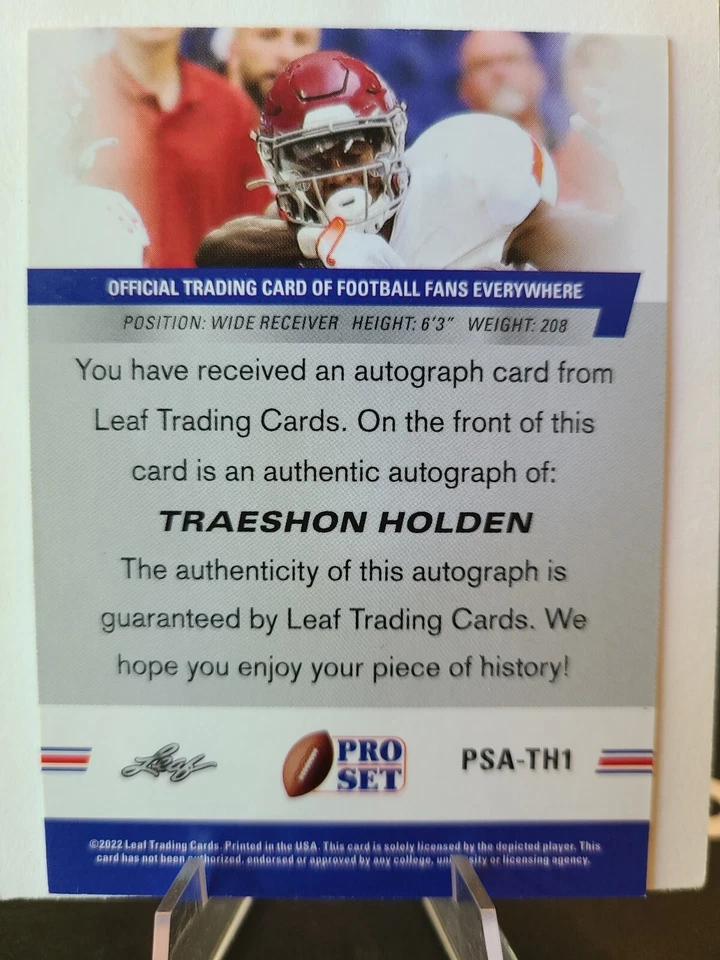 OFFICIAL TRADING CARD OF FOOTBALL FANS EVERYWHERE
POSITION: WIDE RECEIVER HEIGHT: 6'3" WEIGHT: 208
You have received an autograph card from
Leaf Trading Cards. On the front of this
card is an authentic autograph of:
TRAESHON HOLDEN
The authenticity of this autograph is
guaranteed by Leaf Trading Cards. We
hope you enjoy your piece of history!
Leaf
PRO
SET
PSA-TH1
©2022 Leaf Trading Cards. Printed in the USA. This card is solely licensed by the depicted player. This
card has not been authorized, endorsed or approved by any college, university or licensing agency.